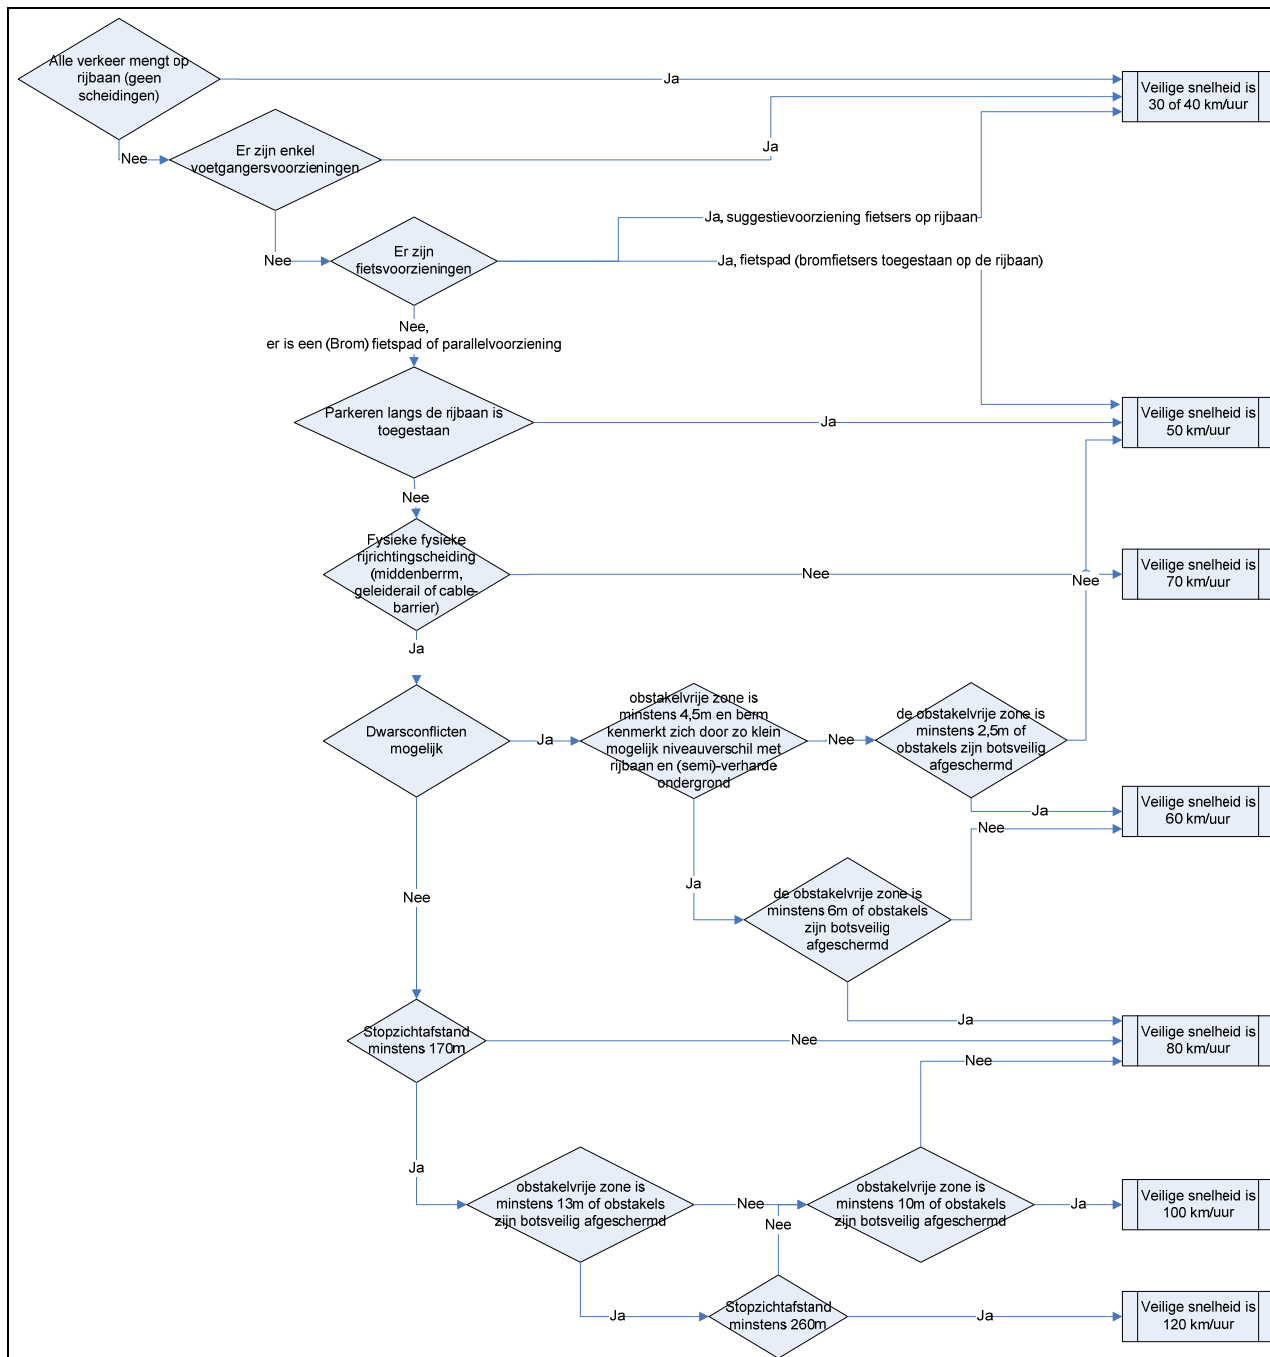 Alle verkeer mengt op
rijbaan (geen
scheidingen)
Ja
Veilige snelheid is
30 of 40 km/uur
Nee
Er zijn enkel
voetgangersvoorzieningen
Ja
Nee
Er zijn
fietsvoorzieningen
Ja, suggestievoorziening fietsers op rijbaan
Ja, fietspad (bromfietsers toegestaan op de rijbaan)
Nee,
er is een (Brom) fietspad of parallelvoorziening
Parkeren langs de rijbaan is
toegestaan
Ja
Veilige snelheid is
50 km/uur
Nee
Fysieke fysieke
rijrichtingscheiding
(middenberrm,
geleiderail of cable-
barrier)
Nee
Nee
Veilige snelheid is
70 km/uur
Ja
Dwarsconflicten
mogelijk
Ja
obstakelvrije zone is
minstens 4,5m en berm
kenmerkt zich door zo klein
mogelijk niveauverschil met
rijbaan en (semi)-verharde
ondergrond
Nee
de obstakelvrije zone is
minstens 2,5m of
obstakels zijn botsveilig
afgeschermd
Ja
Veilige snelheid is
60 km/uur
Nee
Nee
Ja
de obstakelvrije zone is
minstens 6m of obstakels
zijn botsveilig
afgeschermd
Ja
Stopzichtafstand
minstens 170m
Nee
Veilige snelheid is
80 km/uur
Nee
Ja
obstakelvrije zone is
minstens 13m of obstakels
zijn botsveilig afgeschermd
Nee
Nee
obstakelvrije zone is
minstens 10m of obstakels
zijn botsveilig afgeschermd
Ja
Veilige snelheid is
100 km/uur
Ja
Stopzichtafstand
minstens 260m
Ja
Veilige snelheid is
120 km/uur